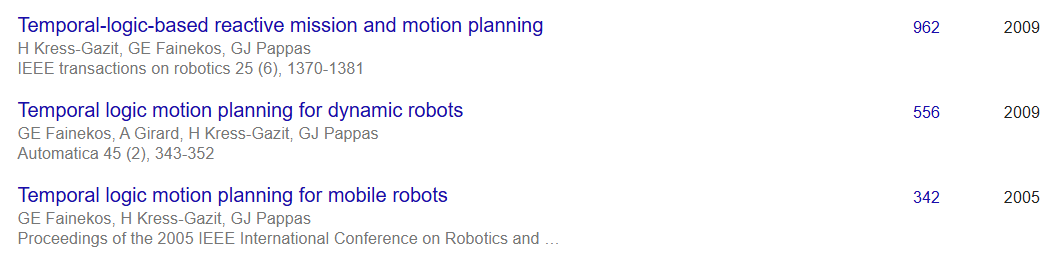 Temporal-logic-based reactive mission and motion planning 962 2009
H Kress-Gazit, GE Fainekos, GJ Pappas
IEEE transactions on robotics 25 (6), 1370-1381
Temporal logic motion planning for dynamic robots 556 2009
GE Fainekos, A Girard, H Kress-Gazit, GJ Pappas
Automatica 45 (2), 343-352
Temporal logic motion planning for mobile robots 342 2005
GE Fainekos, H Kress-Gazit, GJ Pappas
Proceedings of the 2005 IEEE International Conference on Robotics and …